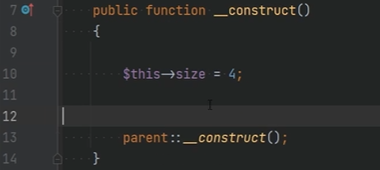 7 public function __construct()
8 {
9
10 $this->size = 4;
11
12
13 parent::__construct();
14 }